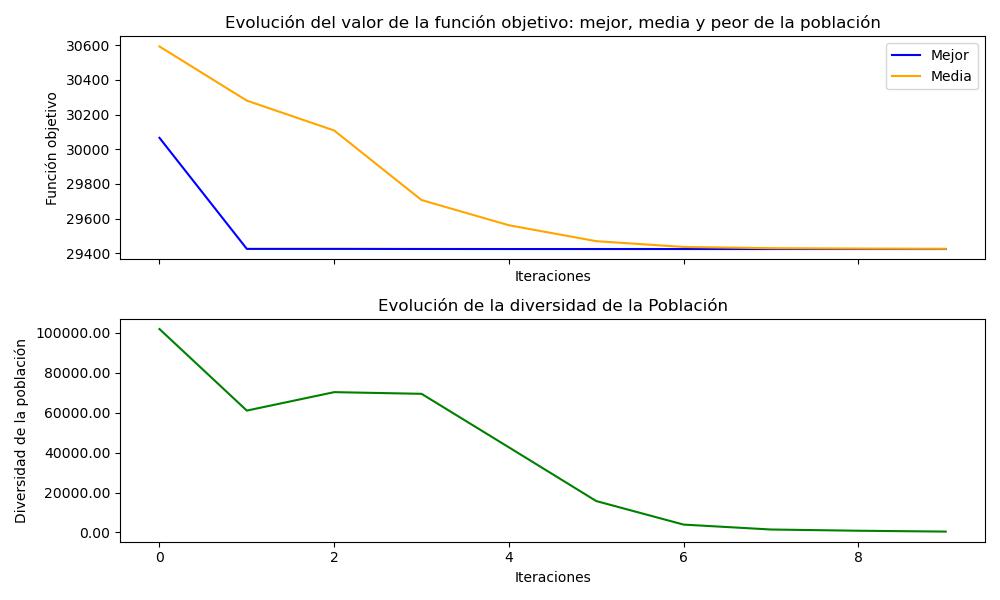 Evolución del valor de la función objetivo: mejor, media y peor de la población
30600
30400
30200
30000
29800
29600
29400
Función objetivo
Mejor
Media
Iteraciones
Evolución de la diversidad de la Población
100000.00
80000.00
60000.00
40000.00
20000.00
0.00
Diversidad de la población
0 2 4 6 8
Iteraciones